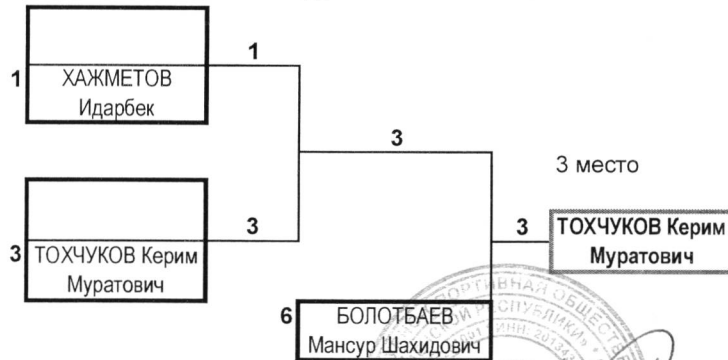 1
1
ХАЖМЕТОВ
Идарбек
3
3 место
3
ТОХЧУКОВ Керим
Муратович
3
3
ТОХЧУКОВ Керим
Муратович
6
БОЛОТБАЕВ
Мансур Шахидович